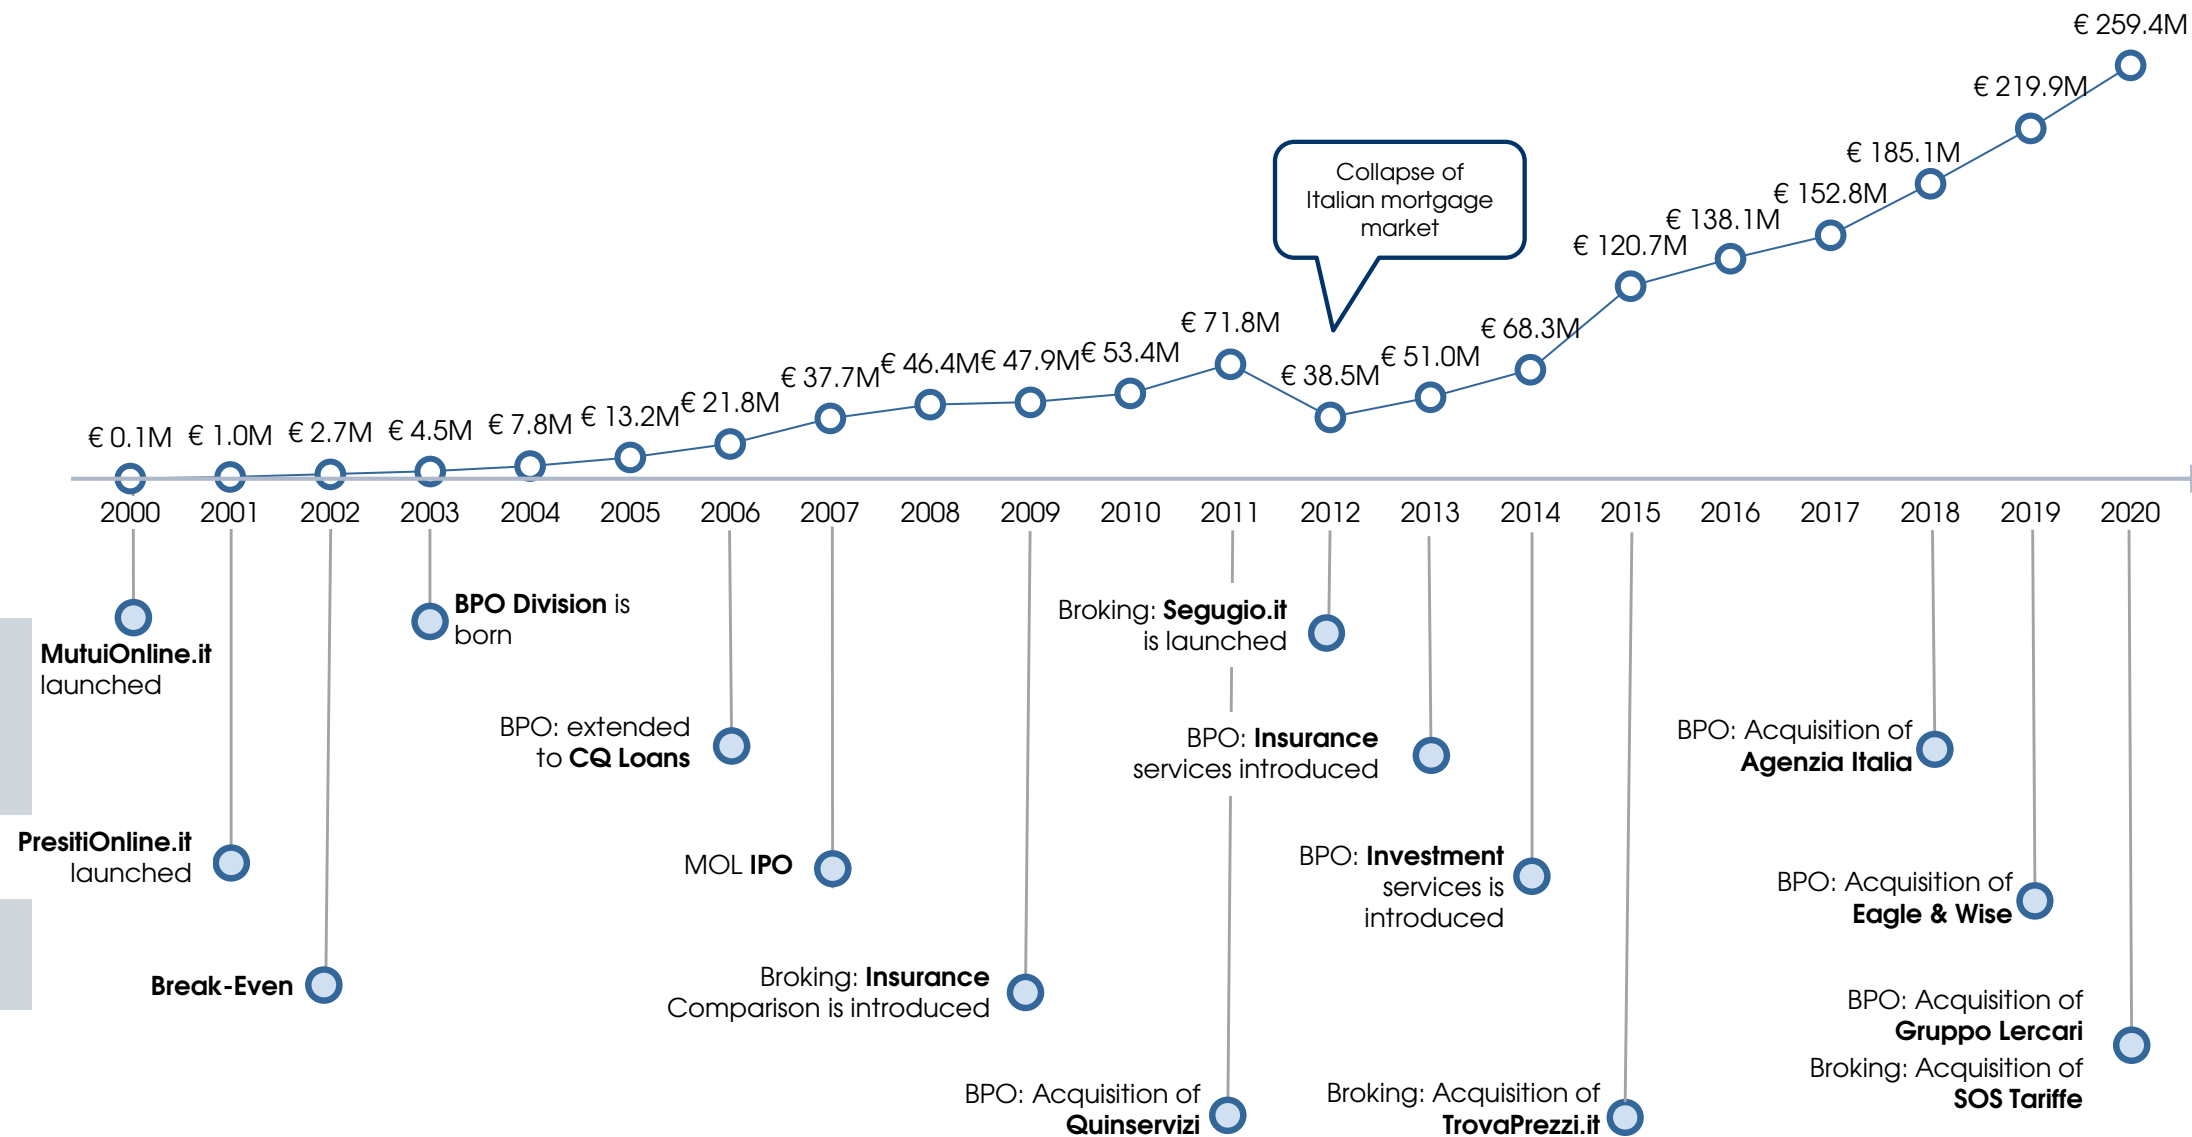 € 259.4M
€ 219.9M
€ 185.1M
€ 152.8M
€ 138.1M
€ 120.7M
Collapse of
Italian mortgage
market
€ 0.1M € 1.0M € 2.7M € 4.5M € 7.8M € 13.2M € 21.8M € 37.7M € 46.4M € 47.9M € 53.4M € 71.8M € 38.5M € 51.0M € 68.3M
2000 2001 2002 2003 2004 2005 2006 2007 2008 2009 2010 2011 2012 2013 2014 2015 2016 2017 2018 2019 2020
MutuiOnline.it
launched
PresitiOnline.it
launched
Break-Even
BPO Division is
born
BPO: extended
to CQ Loans
MOL IPO
Broking: Insurance
Comparison is introduced
BPO: Acquisition of
Quinservizi
Broking: Segugio.it
is launched
BPO: Insurance
services introduced
BPO: Investment
services is
introduced
Broking: Acquisition of
TrovaPrezzi.it
BPO: Acquisition of
Agenzia Italia
BPO: Acquisition of
Eagle & Wise
BPO: Acquisition of
Gruppo Lercari
Broking: Acquisition of
SOS Tariffe